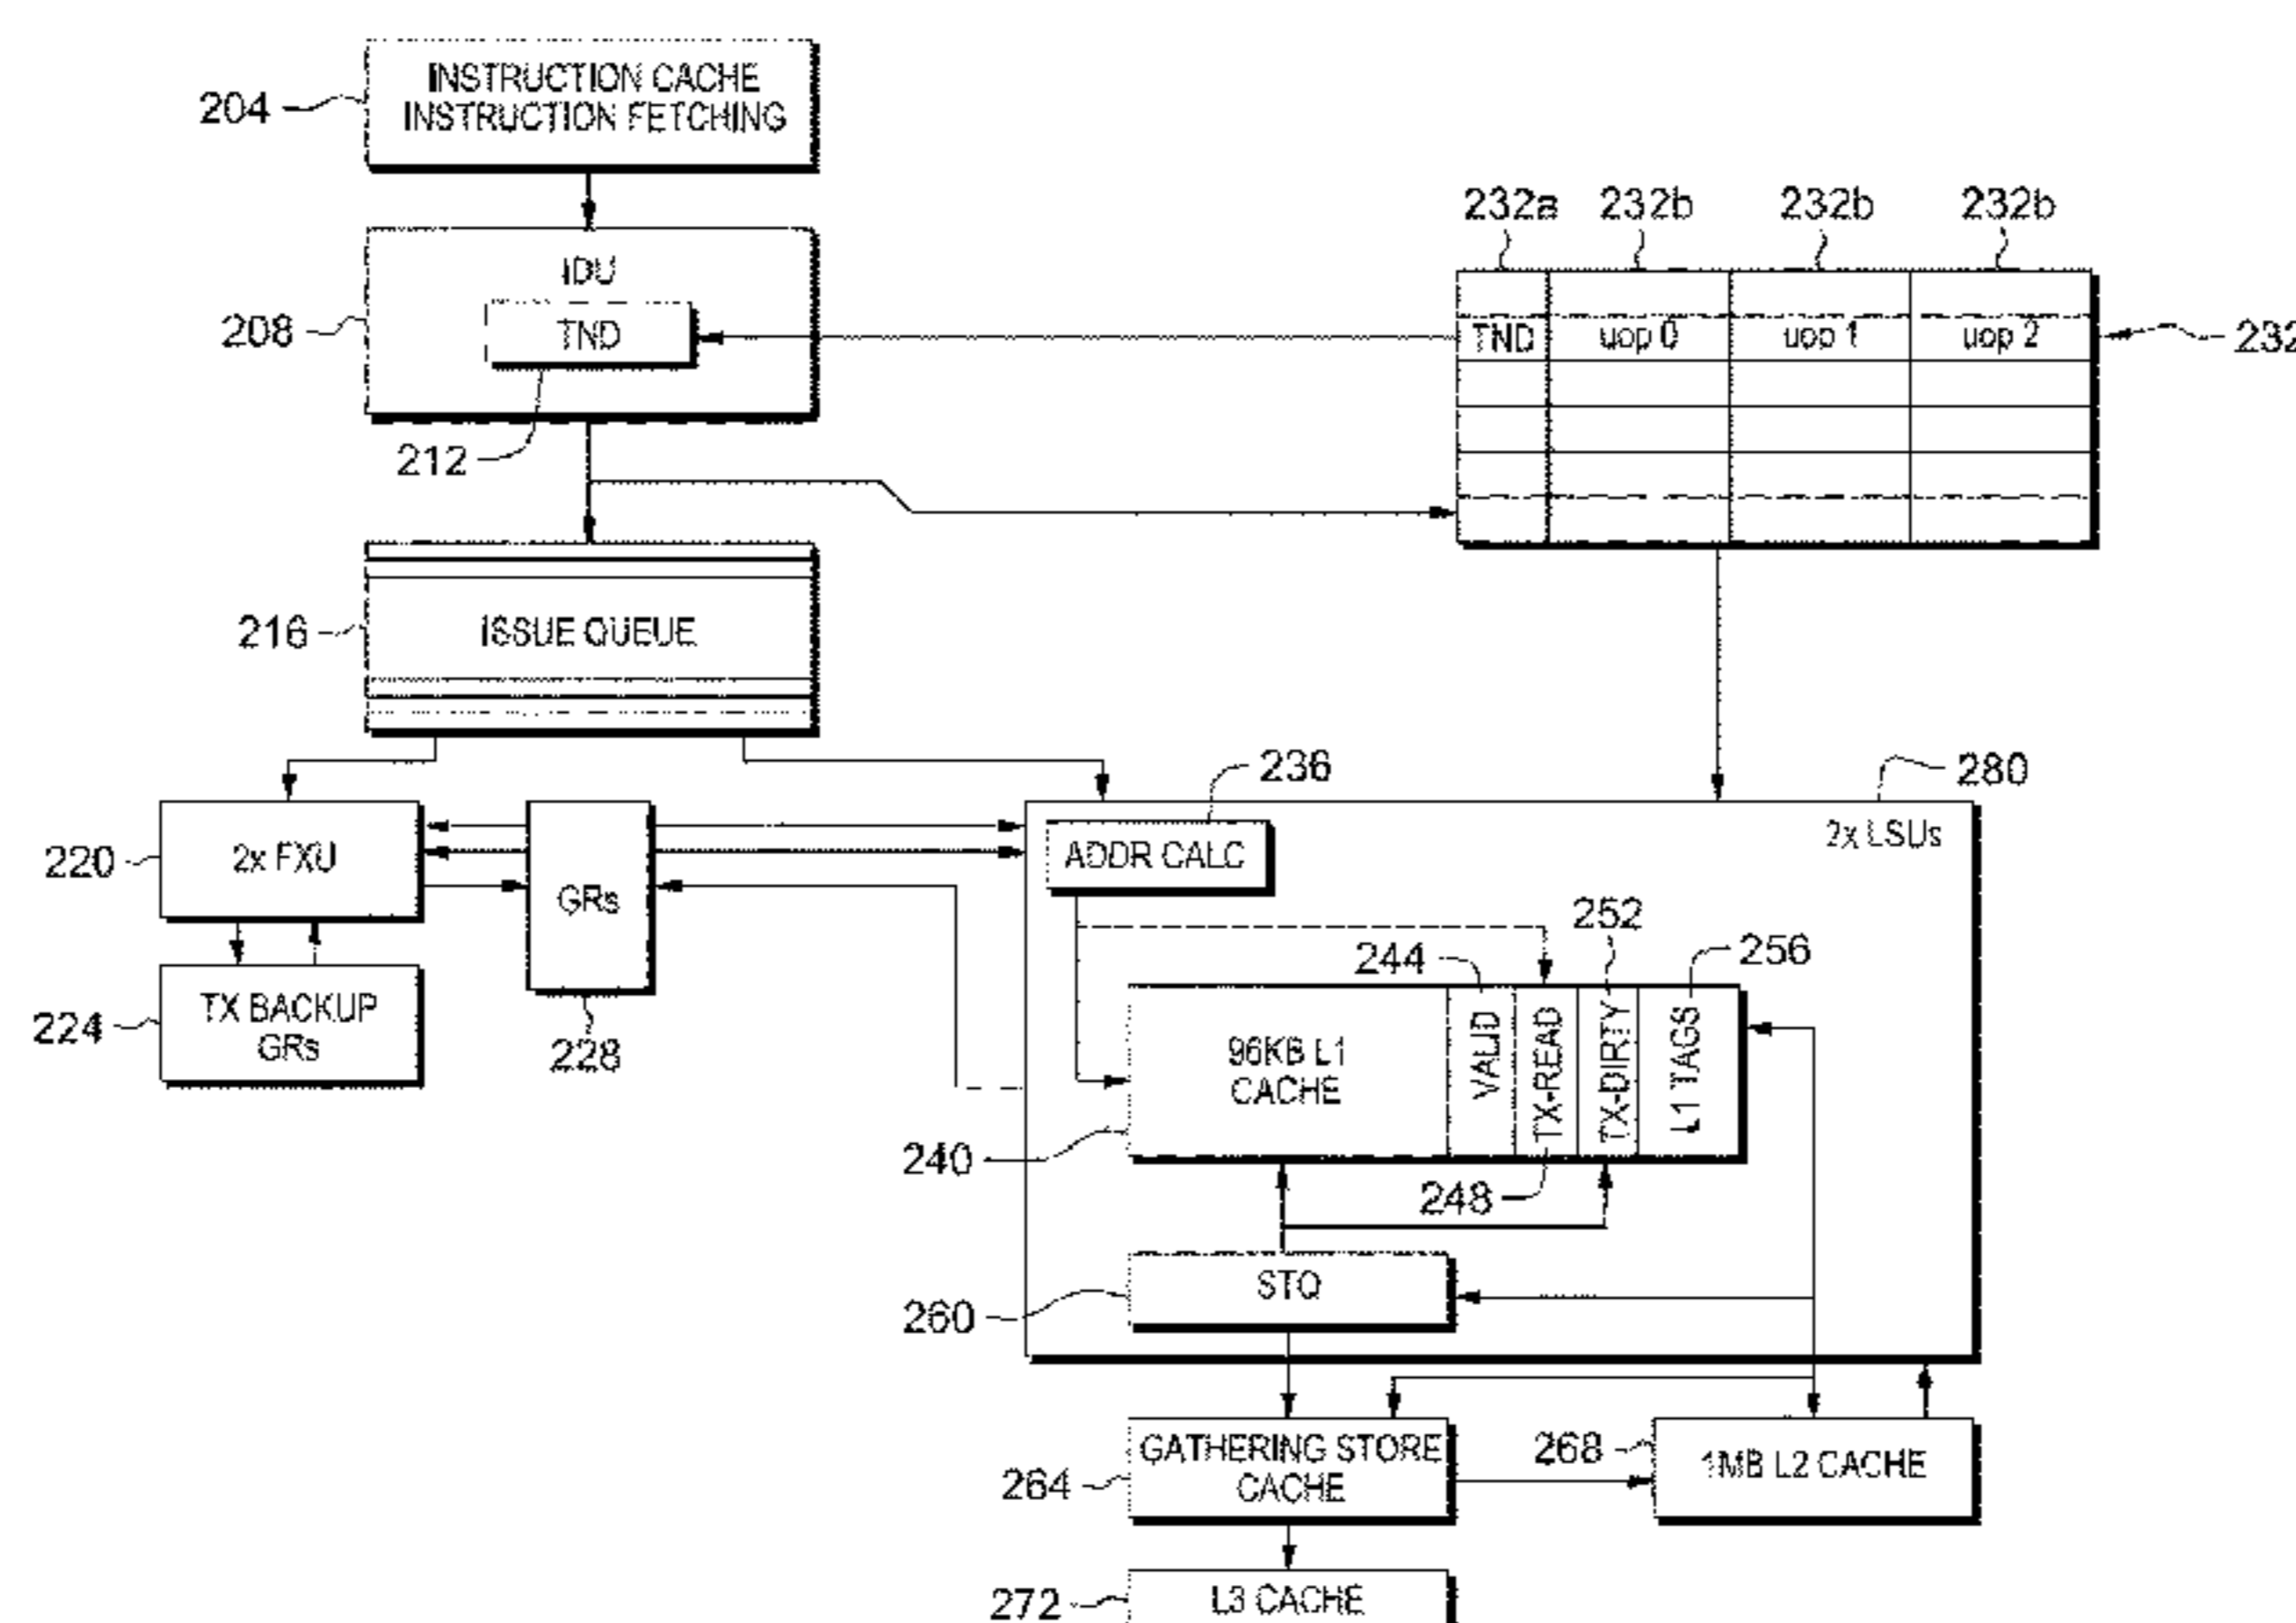 204
INSTRUCTION CACHE
INSTRUCTION FETCHING
232a 232b 232b 232b
208
IDU
TND
212
TND uop 0 uop 1 uop 2
232
216
ISSUE QUEUE
236
280
220
2x FXU
GRs
228
224
TX BACKUP
GRs
2x LSUs
ADDR CALC
252
244
256
96KB L1
CACHE
VALID
TX-READ
TX-DIRTY
L1 TAGS
240
248
260
STQ
264
GATHERING STORE
CACHE
268
1MB L2 CACHE
272
L3 CACHE